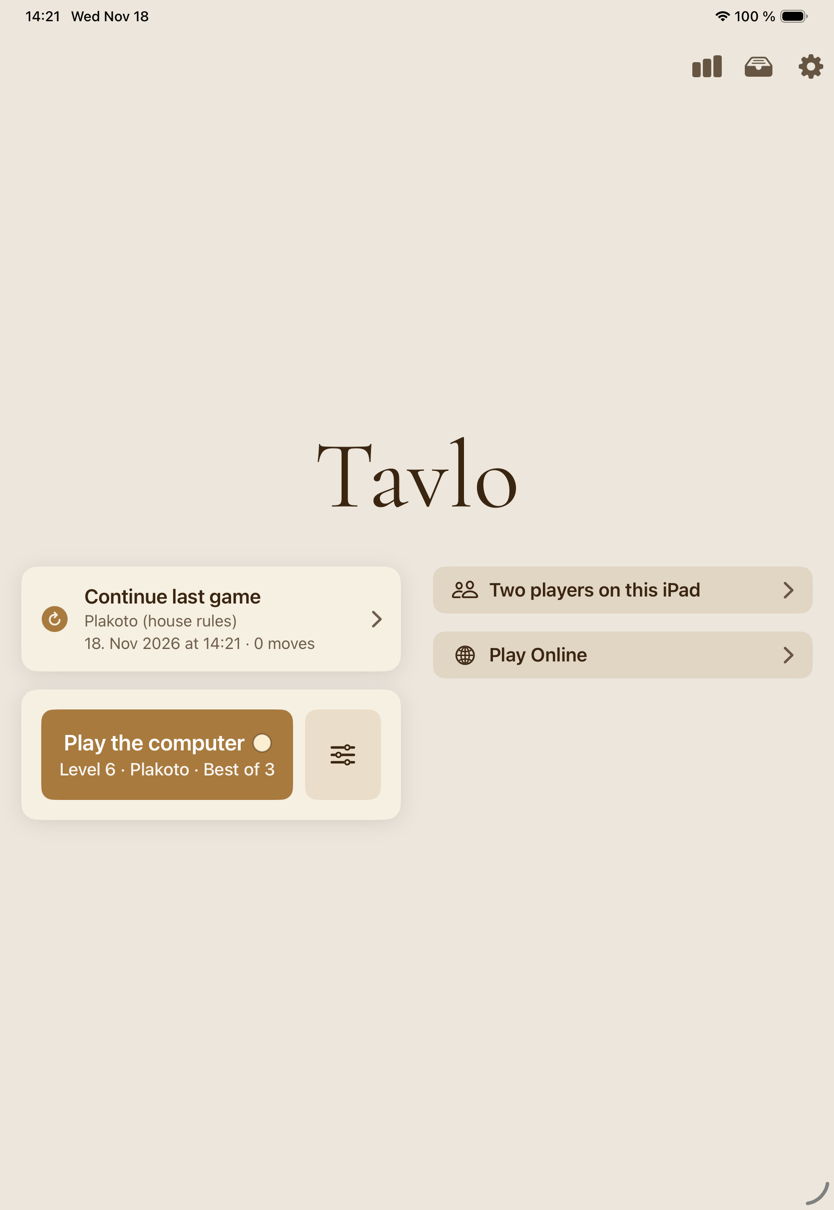 14:21 Wed Nov 18
100 %
Tavlo
Continue last game
Plakoto (house rules)
18. Nov 2026 at 14:21 · 0 moves
Play the computer
Level 6 · Plakoto · Best of 3
Two players on this iPad
Play Online